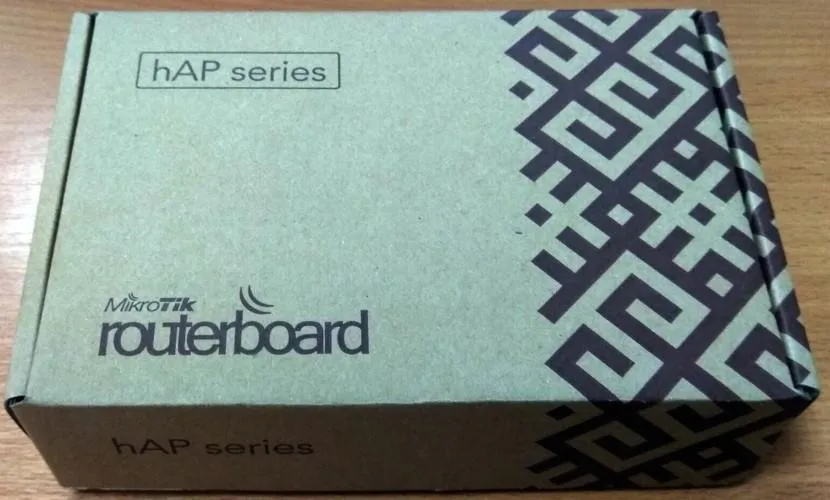 hAP series
MikroTik
routerboard
hAP series